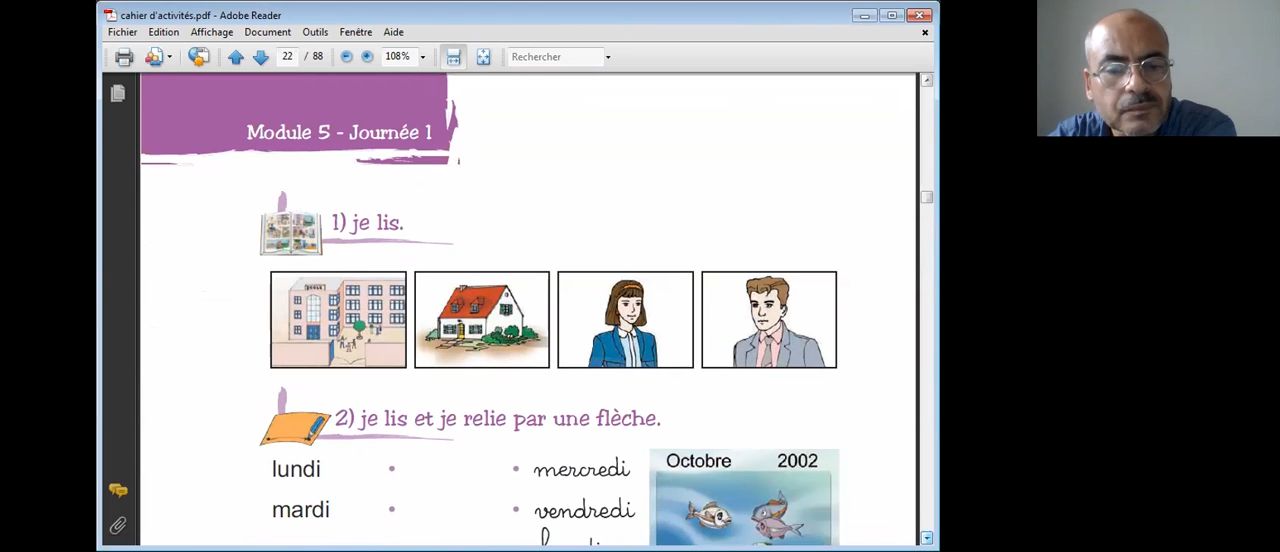 cahier d'activités.pdf - Adobe Reader
Fichier Edition Affichage Document Outils Fenêtre Aide
22 / 88 108% Rechercher
Module 5 - Journée 1
1) je lis.
ECOLE
2) je lis et je relie par une flèche.
lundi • • mercredi
Octobre 2002
mardi • • vendredi